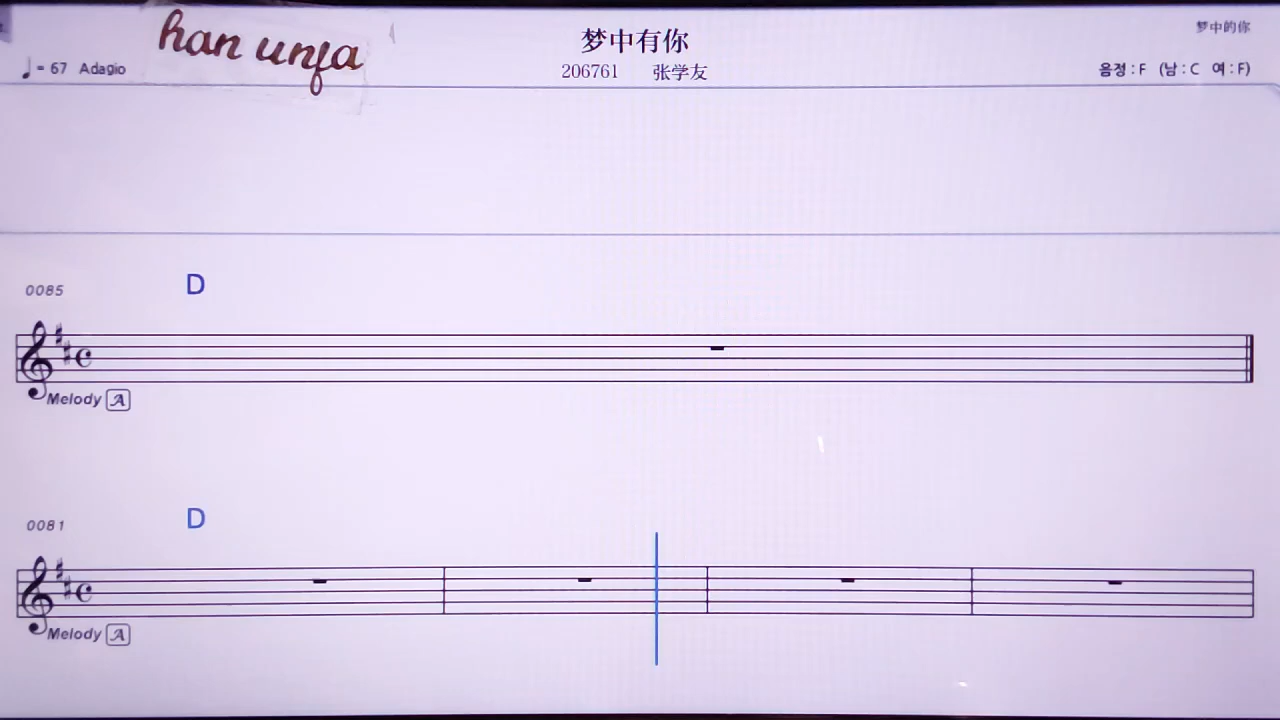 han unfa
梦中有你
梦中的你
♩= 67 Adagio
206761 张学友
음정 : F (남 : C 여 : F)
0085 D
Melody A
0081 D
Melody A